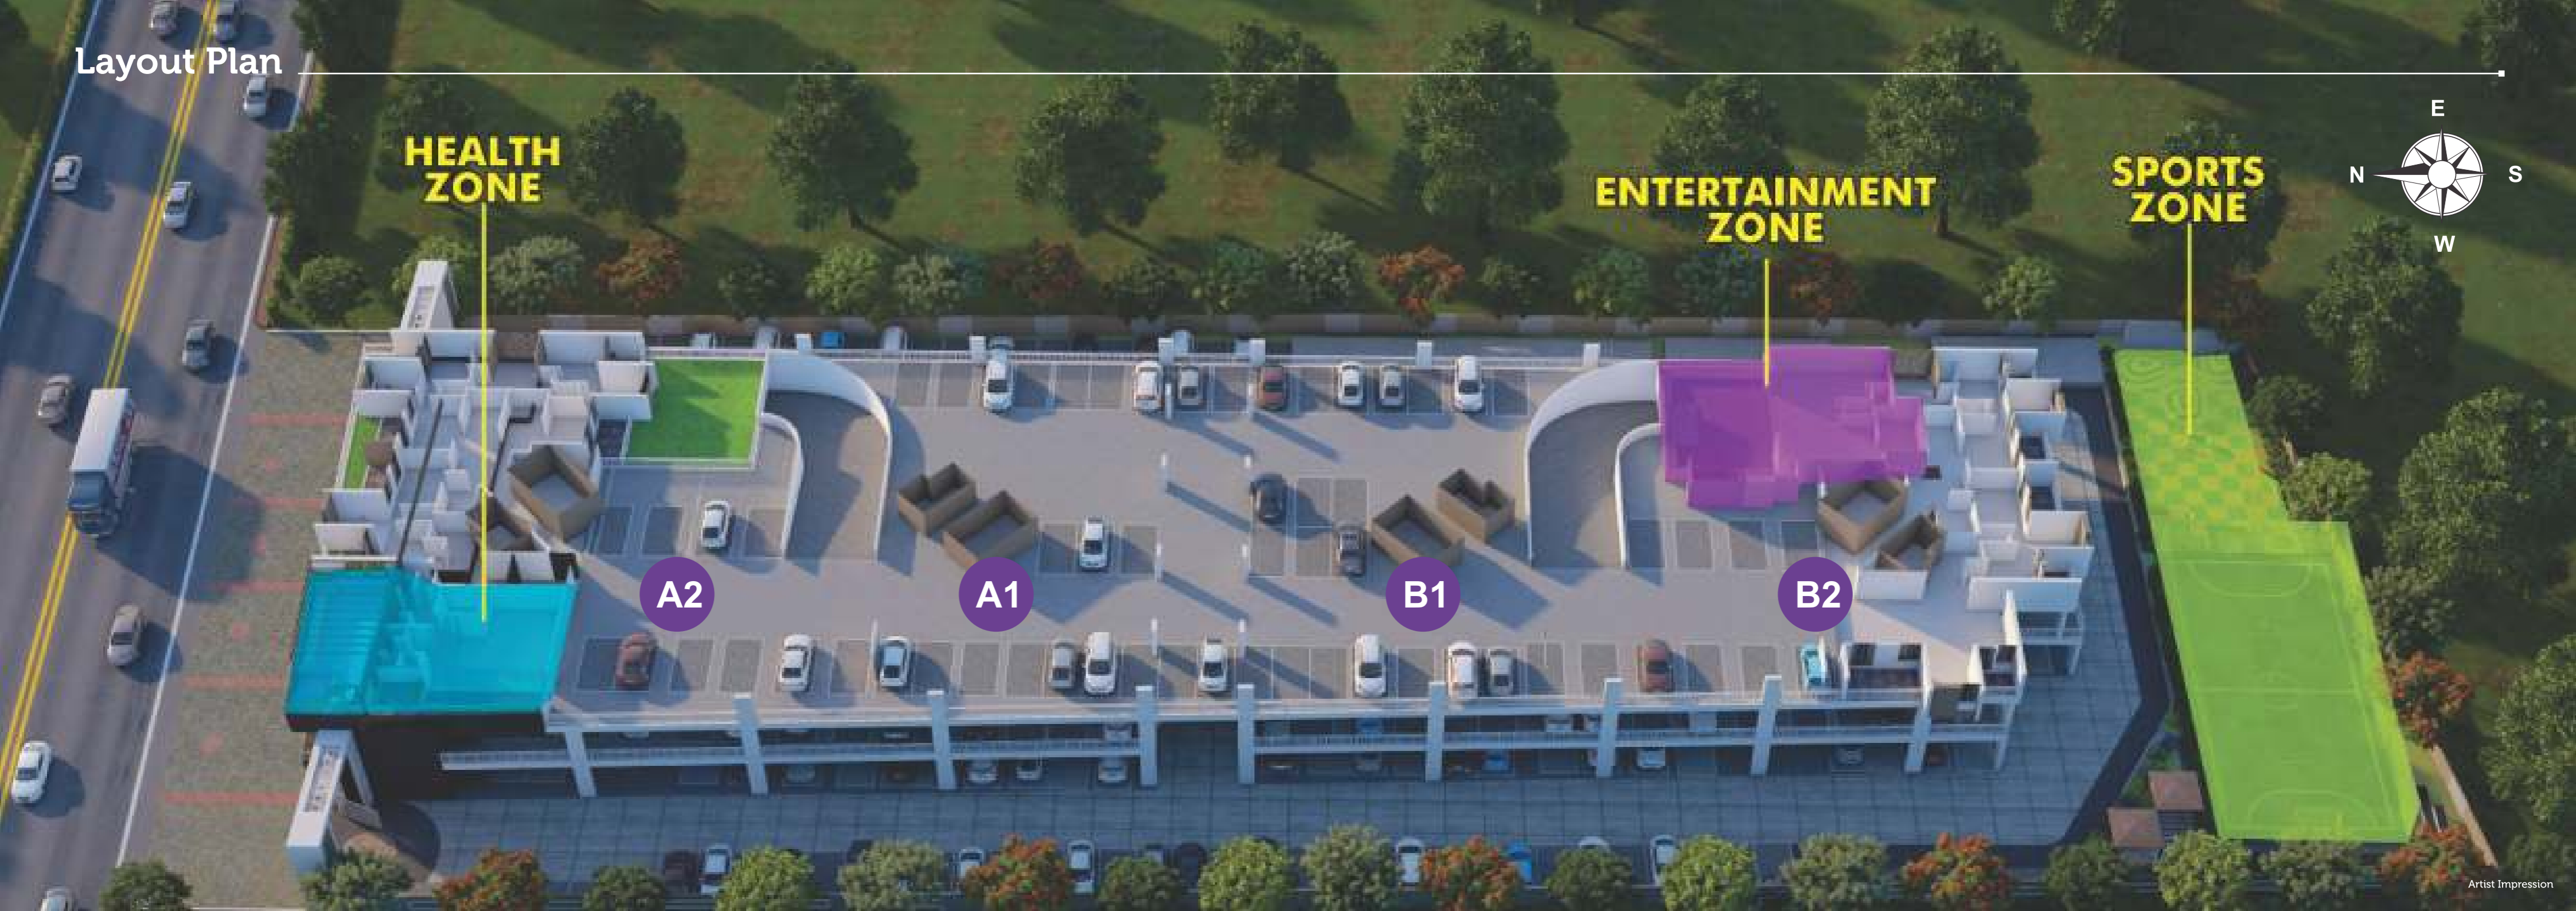 Layout Plan
HEALTH
ZONE
ENTERTAINMENT
ZONE
SPORTS
ZONE
E
N
S
W
A2
A1
B1
B2
Artist Impression